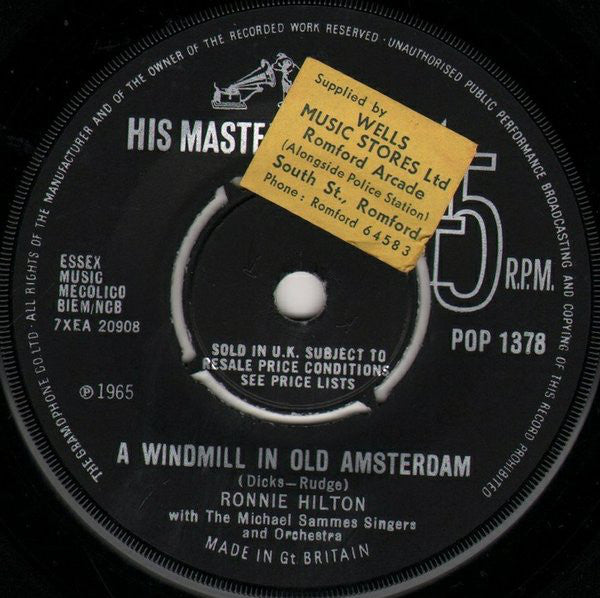 THE GRAMOPHONE CO LTD · ALL RIGHTS OF THE MANUFACTURER AND OF THE OWNER OF THE RECORDED WORK RESERVED · UNAUTHORISED PUBLIC PERFORMANCE BROADCASTING AND COPYING OF THIS RECORD PROHIBITED
HIS MASTE
Supplied by
WELLS
MUSIC STORES Ltd
Romford Arcade
(Alongside Police Station)
South St., Romford
Phone : Romford 64583
45
R.P.M.
ESSEX
MUSIC
MECOLICO
BIEM/NCB
7XEA 20908
POP 1378
SOLD IN U.K. SUBJECT TO
RESALE PRICE CONDITIONS
SEE PRICE LISTS
℗ 1965
A WINDMILL IN OLD AMSTERDAM
(Dicks—Rudge)
RONNIE HILTON
with The Michael Sammes Singers
and Orchestra
MADE IN Gt BRITAIN